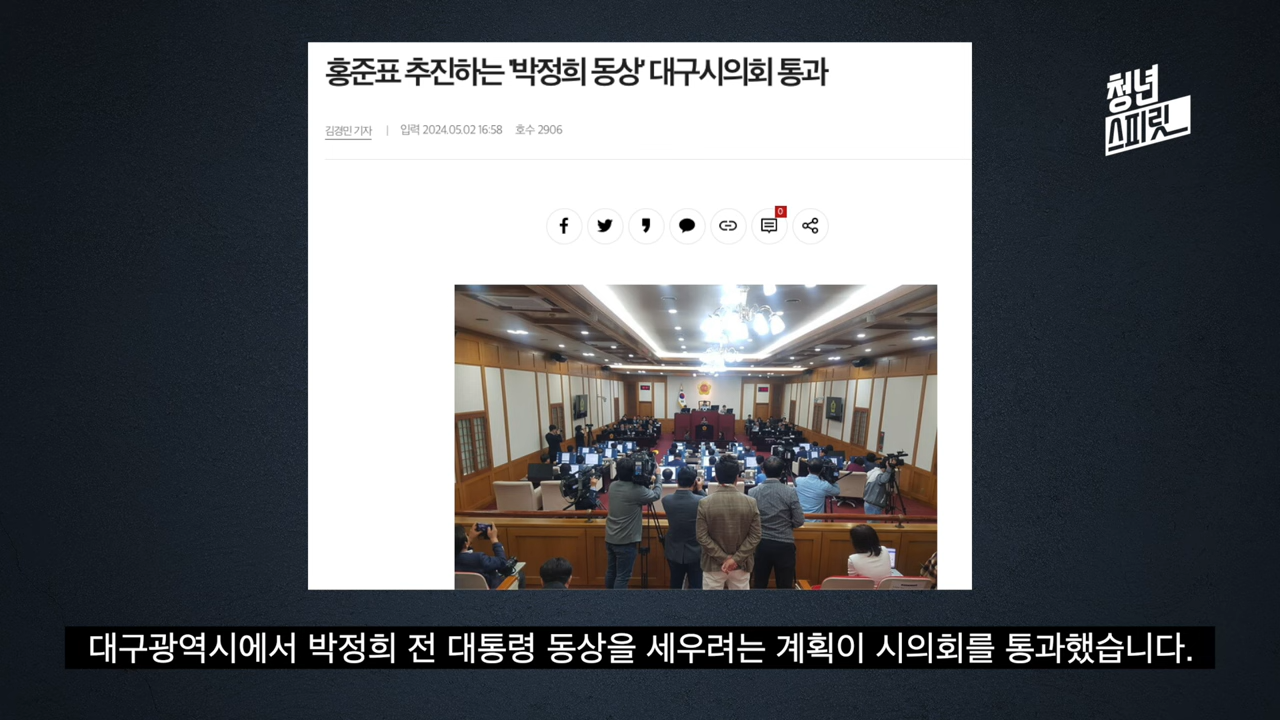 홍준표 추진하는 '박정희 동상' 대구시의회 통과
청년
스피릿
김경민 기자 | 입력 2024.05.02 16:58 호수 2906
0
대구광역시에서 박정희 전 대통령 동상을 세우려는 계획이 시의회를 통과했습니다.